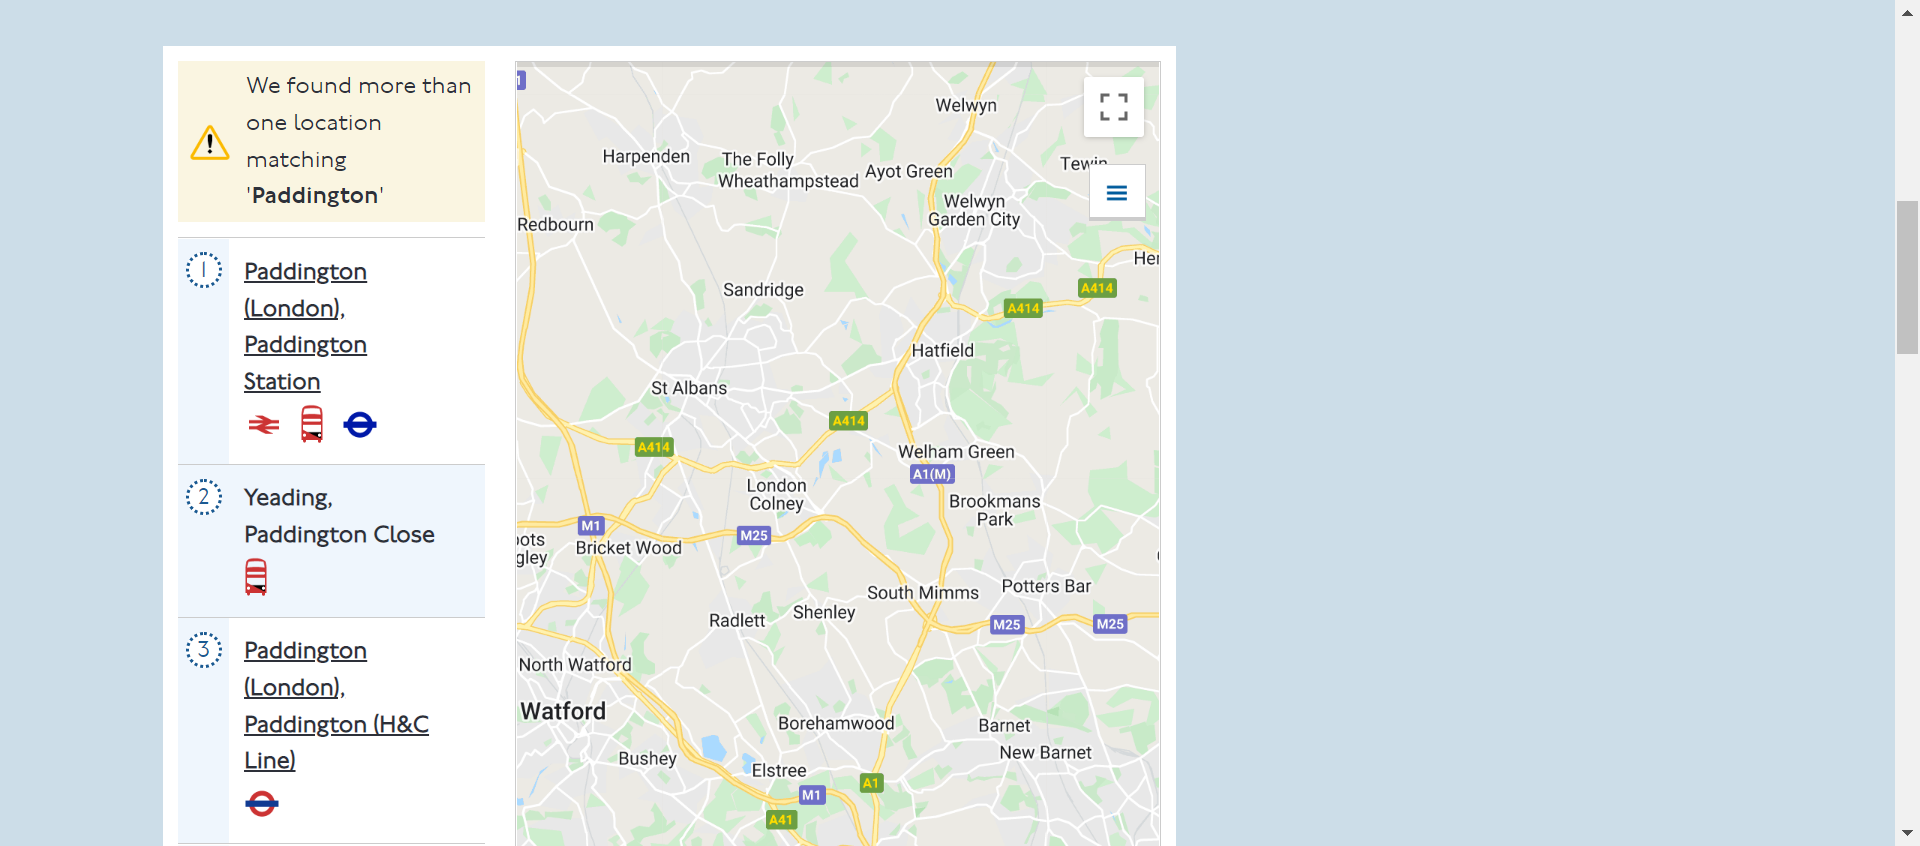 We found more than
one location
matching
'Paddington'
1
Paddington
(London),
Paddington
Station
2
Yeading,
Paddington Close
3
Paddington
(London),
Paddington (H&C
Line)
Welwyn
Harpenden
The Folly
Wheathampstead
Ayot Green
Tewin
Welwyn
Garden City
Redbourn
Her
Sandridge
A414
A414
Hatfield
St Albans
A414
A414
Welham Green
A1(M)
London
Colney
Brookmans
Park
M1
M25
ots
gley
Bricket Wood
South Mimms
Potters Bar
Radlett
Shenley
M25
M25
North Watford
Watford
Borehamwood
Barnet
New Barnet
Bushey
Elstree
A1
M1
A41